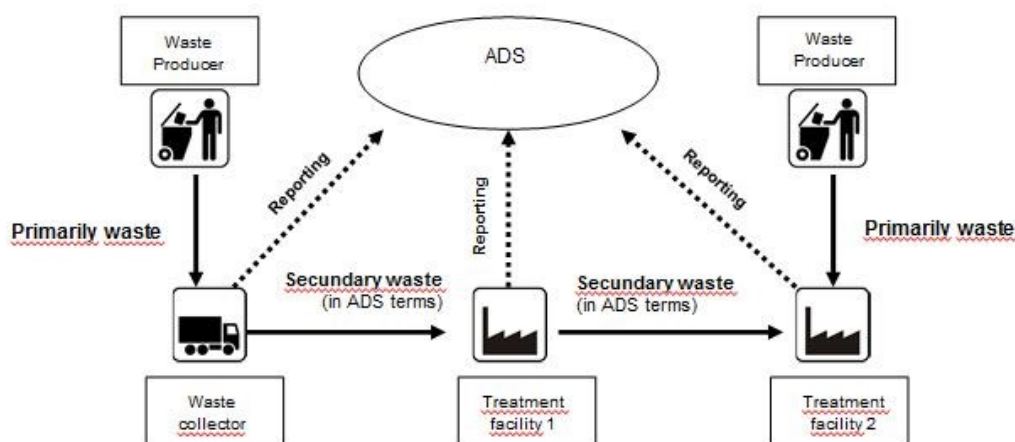 Waste
Producer
ADS
Waste
Producer
Reporting
Reporting
Reporting
Primarily waste
Primarily waste
Secundary waste
(in ADS terms)
Secundary waste
(in ADS terms)
Waste
collector
Treatment
facility 1
Treatment
facility 2